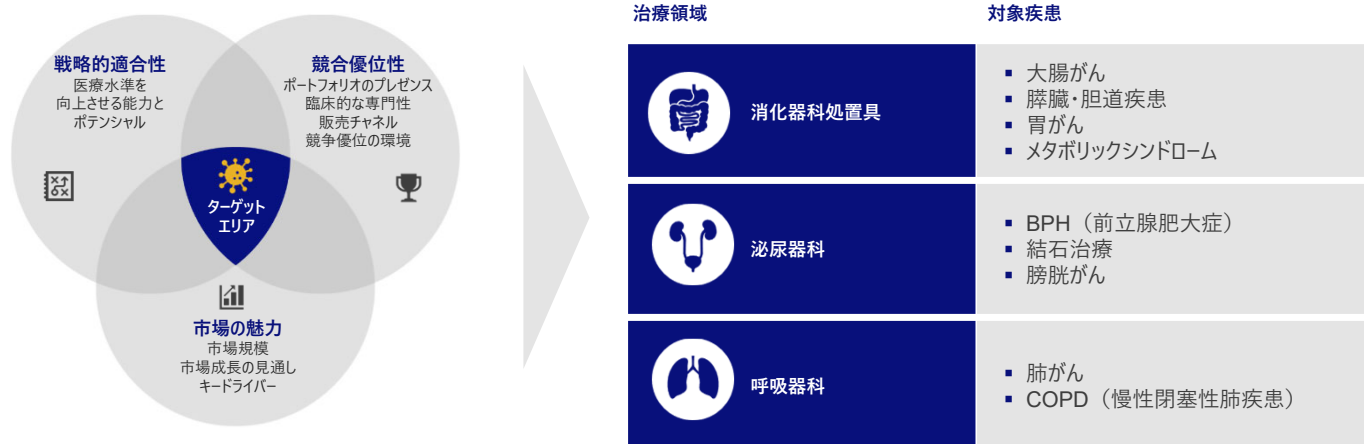 戦略的適合性
医療水準を
向上させる能力と
ポテンシャル
競合優位性
ポートフォリオのプレゼンス
臨床的な専門性
販売チャネル
競争優位の環境
ターゲット
エリア
市場の魅力
市場規模
市場成長の見通し
キードライバー
治療領域
対象疾患
消化器科処置具
▪ 大腸がん
▪ 膵臓・胆道疾患
▪ 胃がん
▪ メタボリックシンドローム
泌尿器科
▪ BPH（前立腺肥大症）
▪ 結石治療
▪ 膀胱がん
呼吸器科
▪ 肺がん
▪ COPD（慢性閉塞性肺疾患）